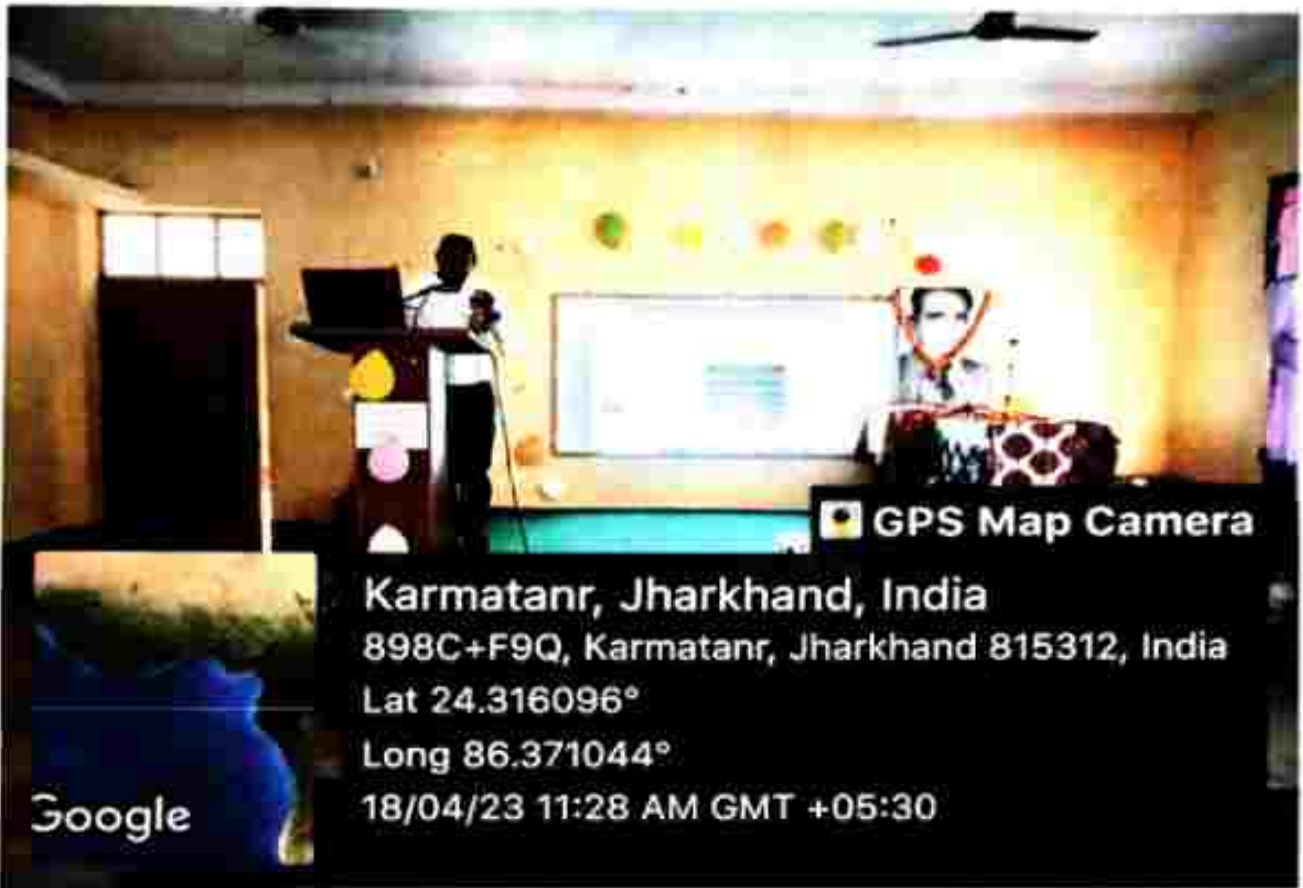 GPS Map Camera
Karmatanr, Jharkhand, India
898C+F9Q, Karmatanr, Jharkhand 815312, India
Lat 24.316096°
Long 86.371044°
18/04/23 11:28 AM GMT +05:30
Google